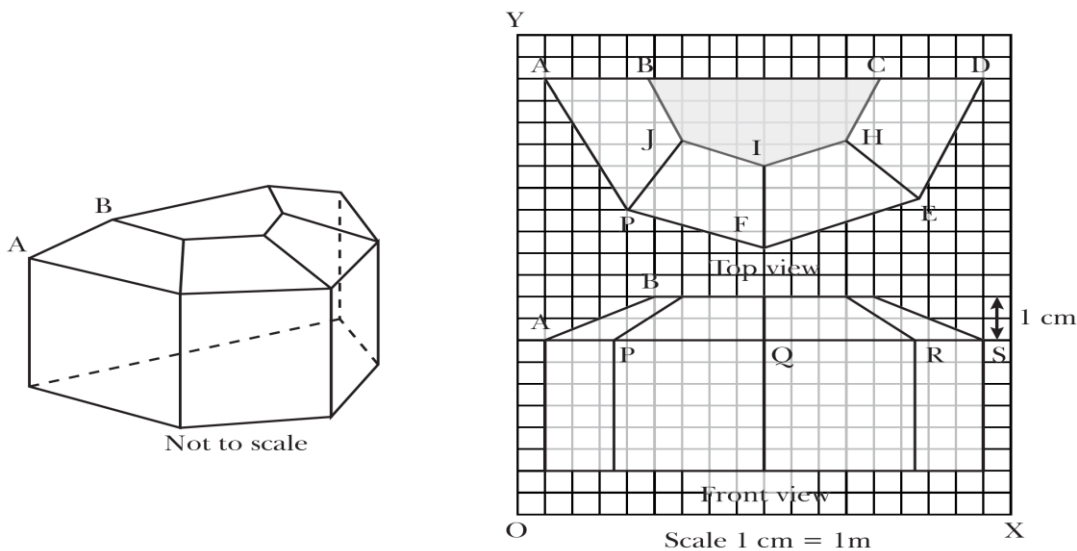 B
A
Not to scale
Y
A
B
C
D
J
I
H
P
F
E
Top view
B
A
1 cm
P
Q
R
S
Front view
O
Scale 1 cm = 1m
X